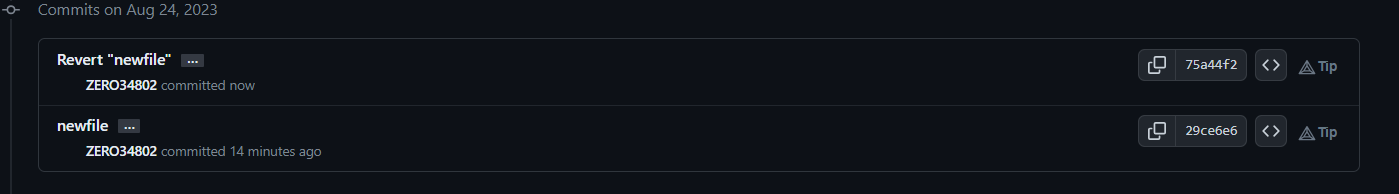 Commits on Aug 24, 2023
Revert "newfile" ...
75a44f2 <> Tip
ZERO34802 committed now
newfile ...
29ce6e6 <> Tip
ZERO34802 committed 14 minutes ago